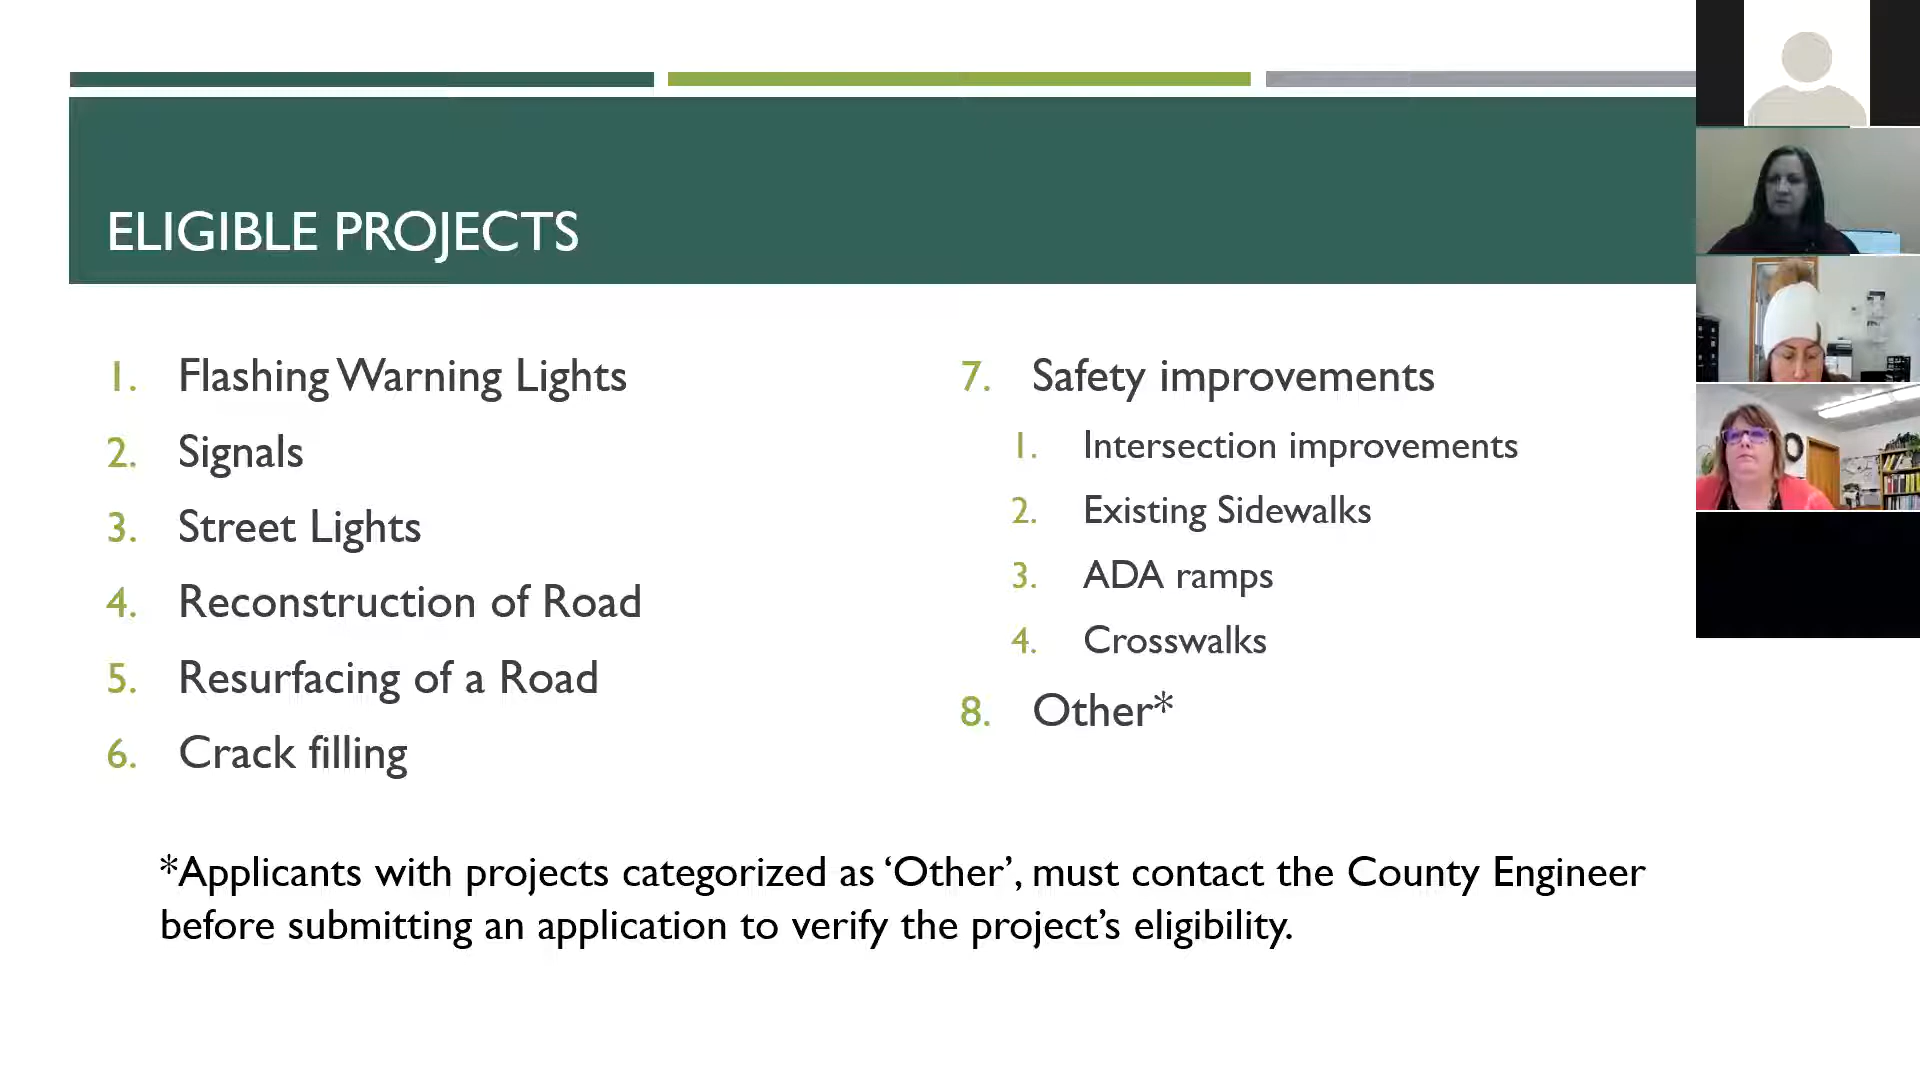 ELIGIBLE PROJECTS
1. Flashing Warning Lights
2. Signals
3. Street Lights
4. Reconstruction of Road
5. Resurfacing of a Road
6. Crack filling
7. Safety improvements
1. Intersection improvements
2. Existing Sidewalks
3. ADA ramps
4. Crosswalks
8. Other*
*Applicants with projects categorized as ‘Other’, must contact the County Engineer
before submitting an application to verify the project’s eligibility.